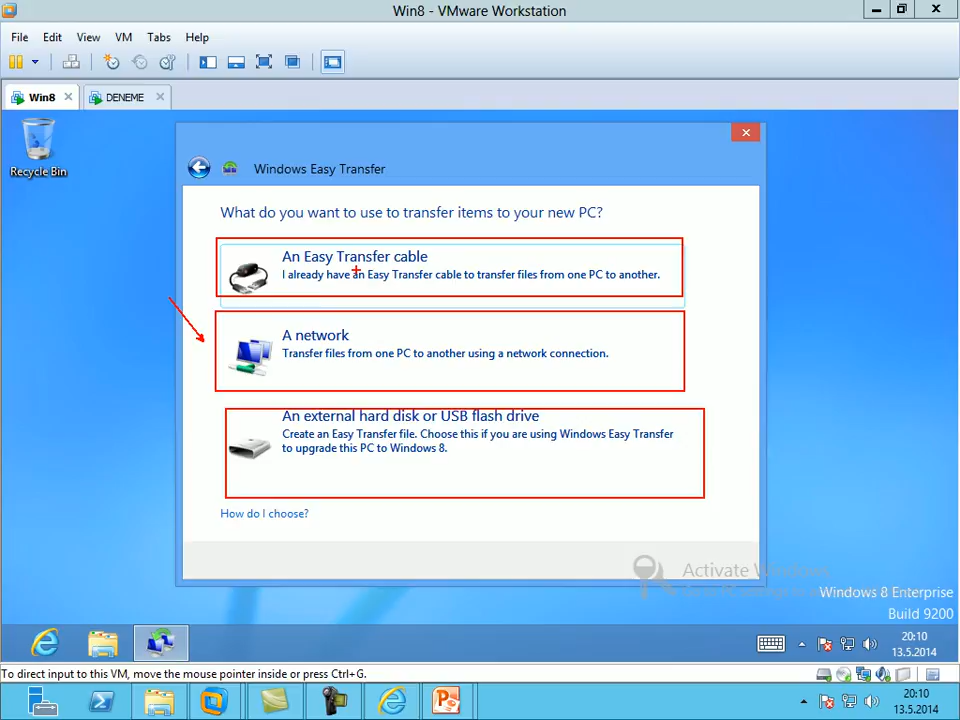 Win8 - VMware Workstation
File Edit View VM Tabs Help
Win8 DENEME
Recycle Bin
Windows Easy Transfer
What do you want to use to transfer items to your new PC?
An Easy Transfer cable
I already have an Easy Transfer cable to transfer files from one PC to another.
A network
Transfer files from one PC to another using a network connection.
An external hard disk or USB flash drive
Create an Easy Transfer file. Choose this if you are using Windows Easy Transfer
to upgrade this PC to Windows 8.
How do I choose?
Activate Windows
Windows 8 Enterprise
Build 9200
20:10
13.5.2014
To direct input to this VM, move the mouse pointer inside or press Ctrl+G.
20:10
13.5.2014